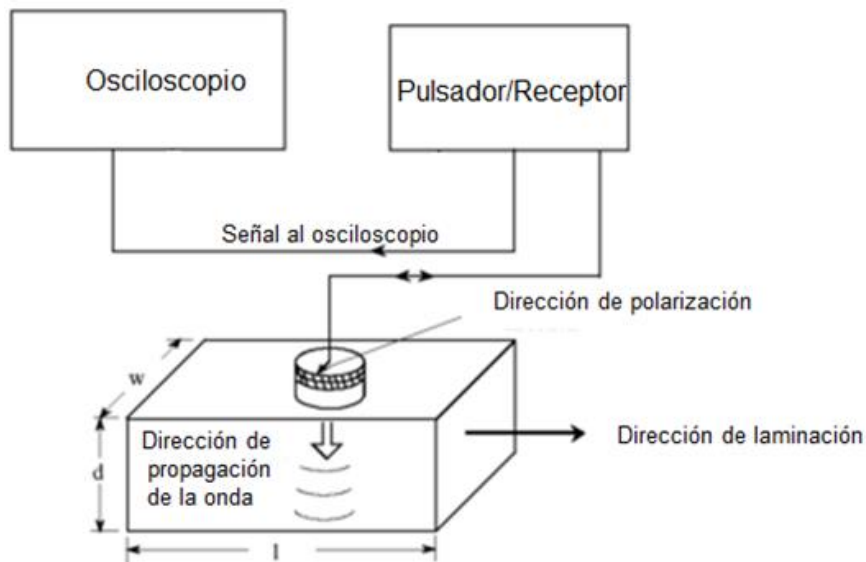 Osciloscopio
Pulsador/Receptor
Señal al osciloscopio
Dirección de polarización
w
Dirección de
propagación
de la onda
d
Dirección de laminación
l